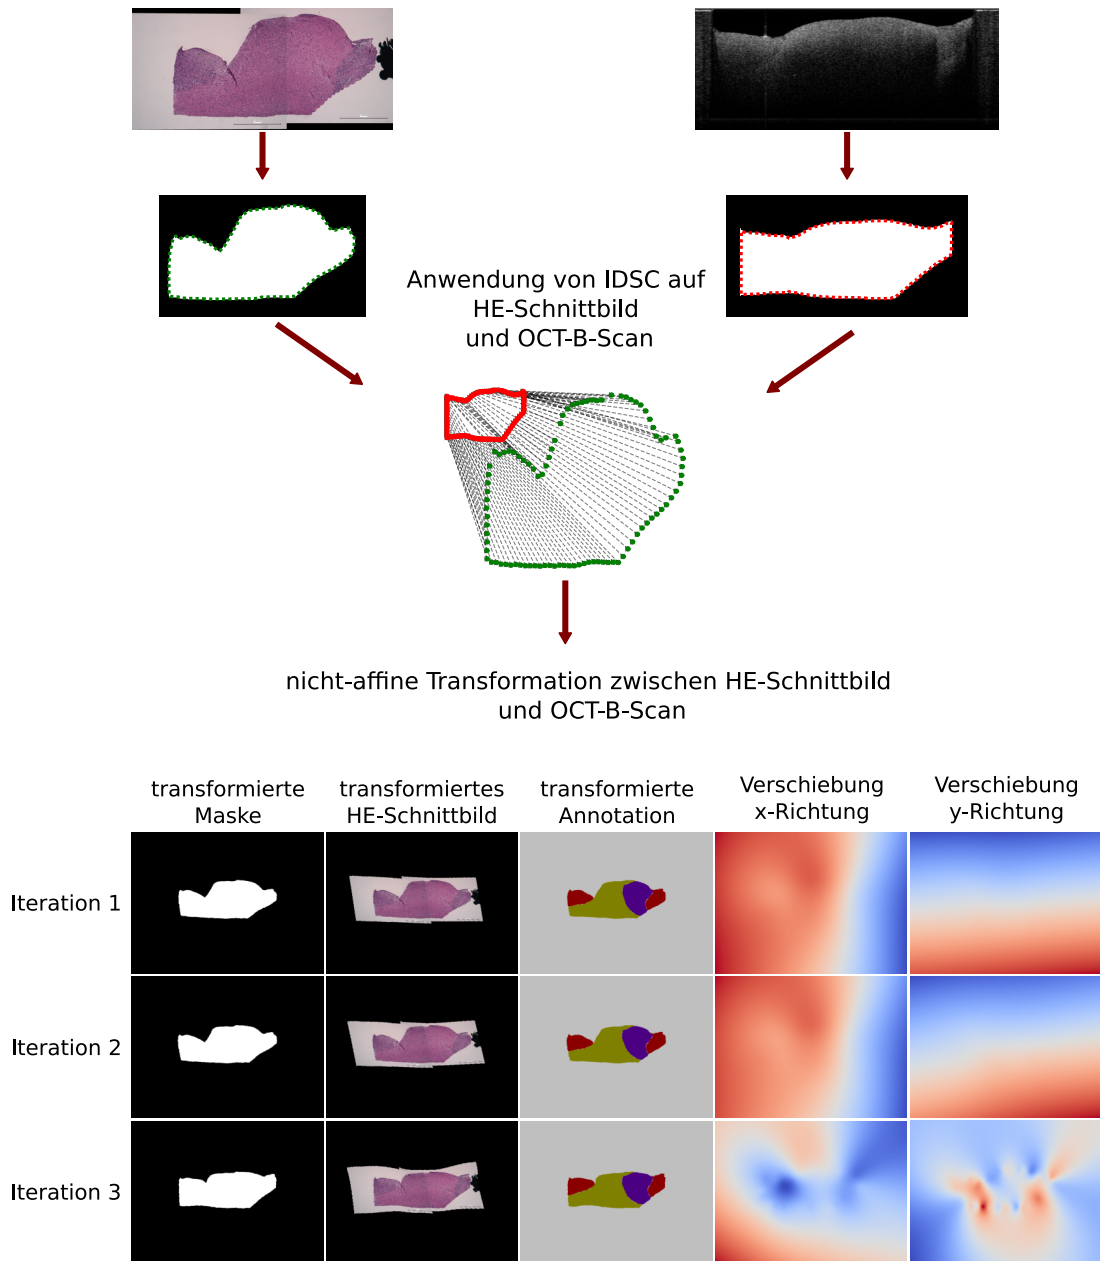 Anwendung von IDSC auf
HE-Schnittbild
und OCT-B-Scan
nicht-affine Transformation zwischen HE-Schnittbild
und OCT-B-Scan
transformierte
Maske
transformiertes
HE-Schnittbild
transformierte
Annotation
Verschiebung
x-Richtung
Verschiebung
y-Richtung
Iteration 1
Iteration 2
Iteration 3